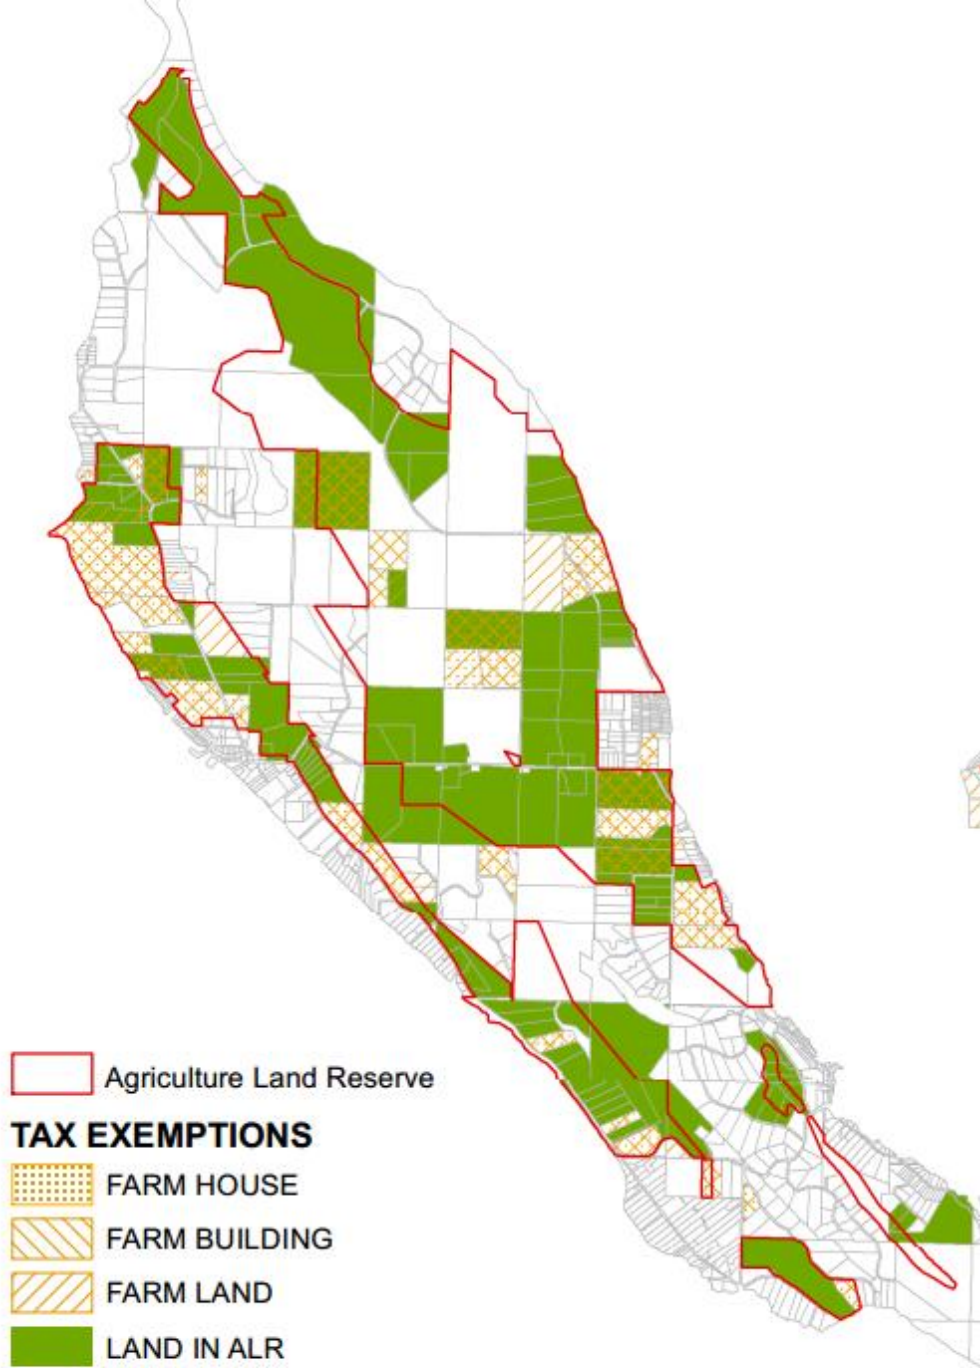 Agriculture Land Reserve
TAX EXEMPTIONS
FARM HOUSE
FARM BUILDING
FARM LAND
LAND IN ALR